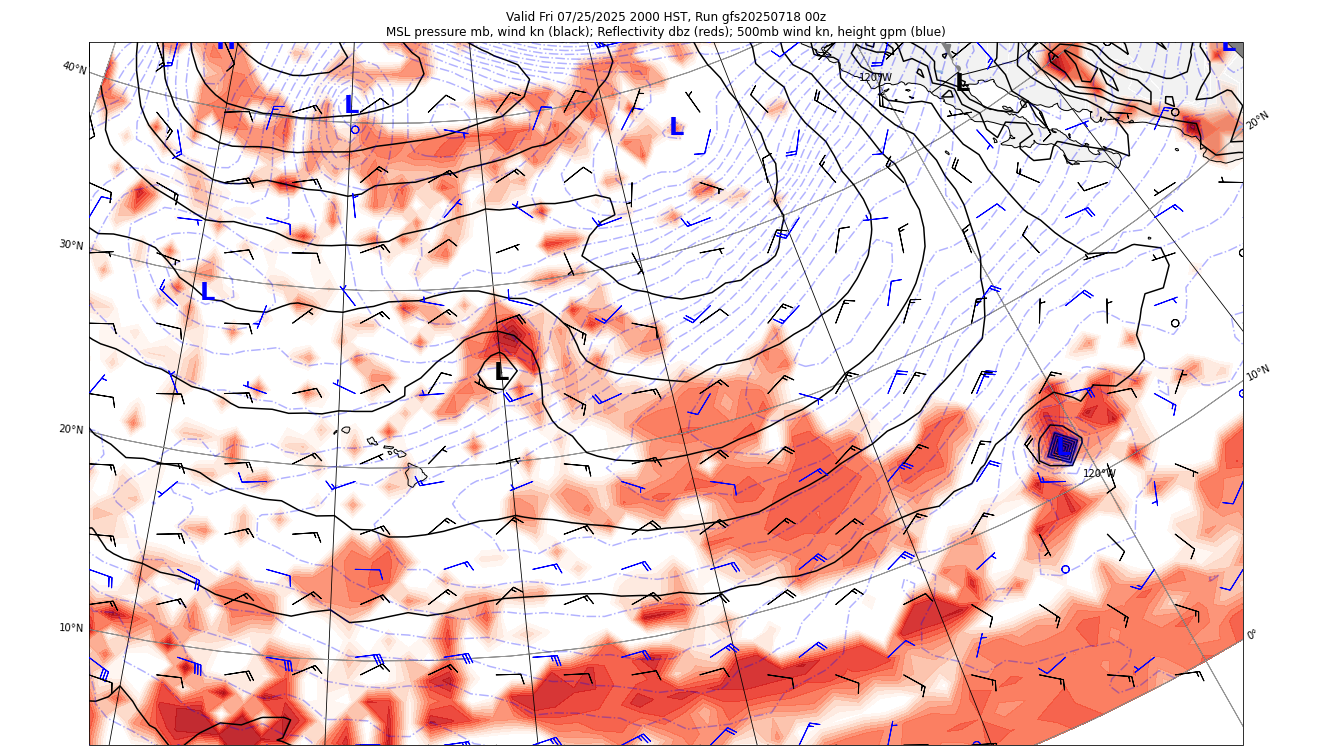 Valid Fri 07/25/2025 2000 HST, Run gfs20250718 00z
MSL pressure mb, wind kn (black); Reflectivity dbz (reds); 500mb wind kn, height gpm (blue)
H
L
40°N
120°W
L
L
L
20°N
30°N
L
L
10°N
20°N
120°W
10°N
0°